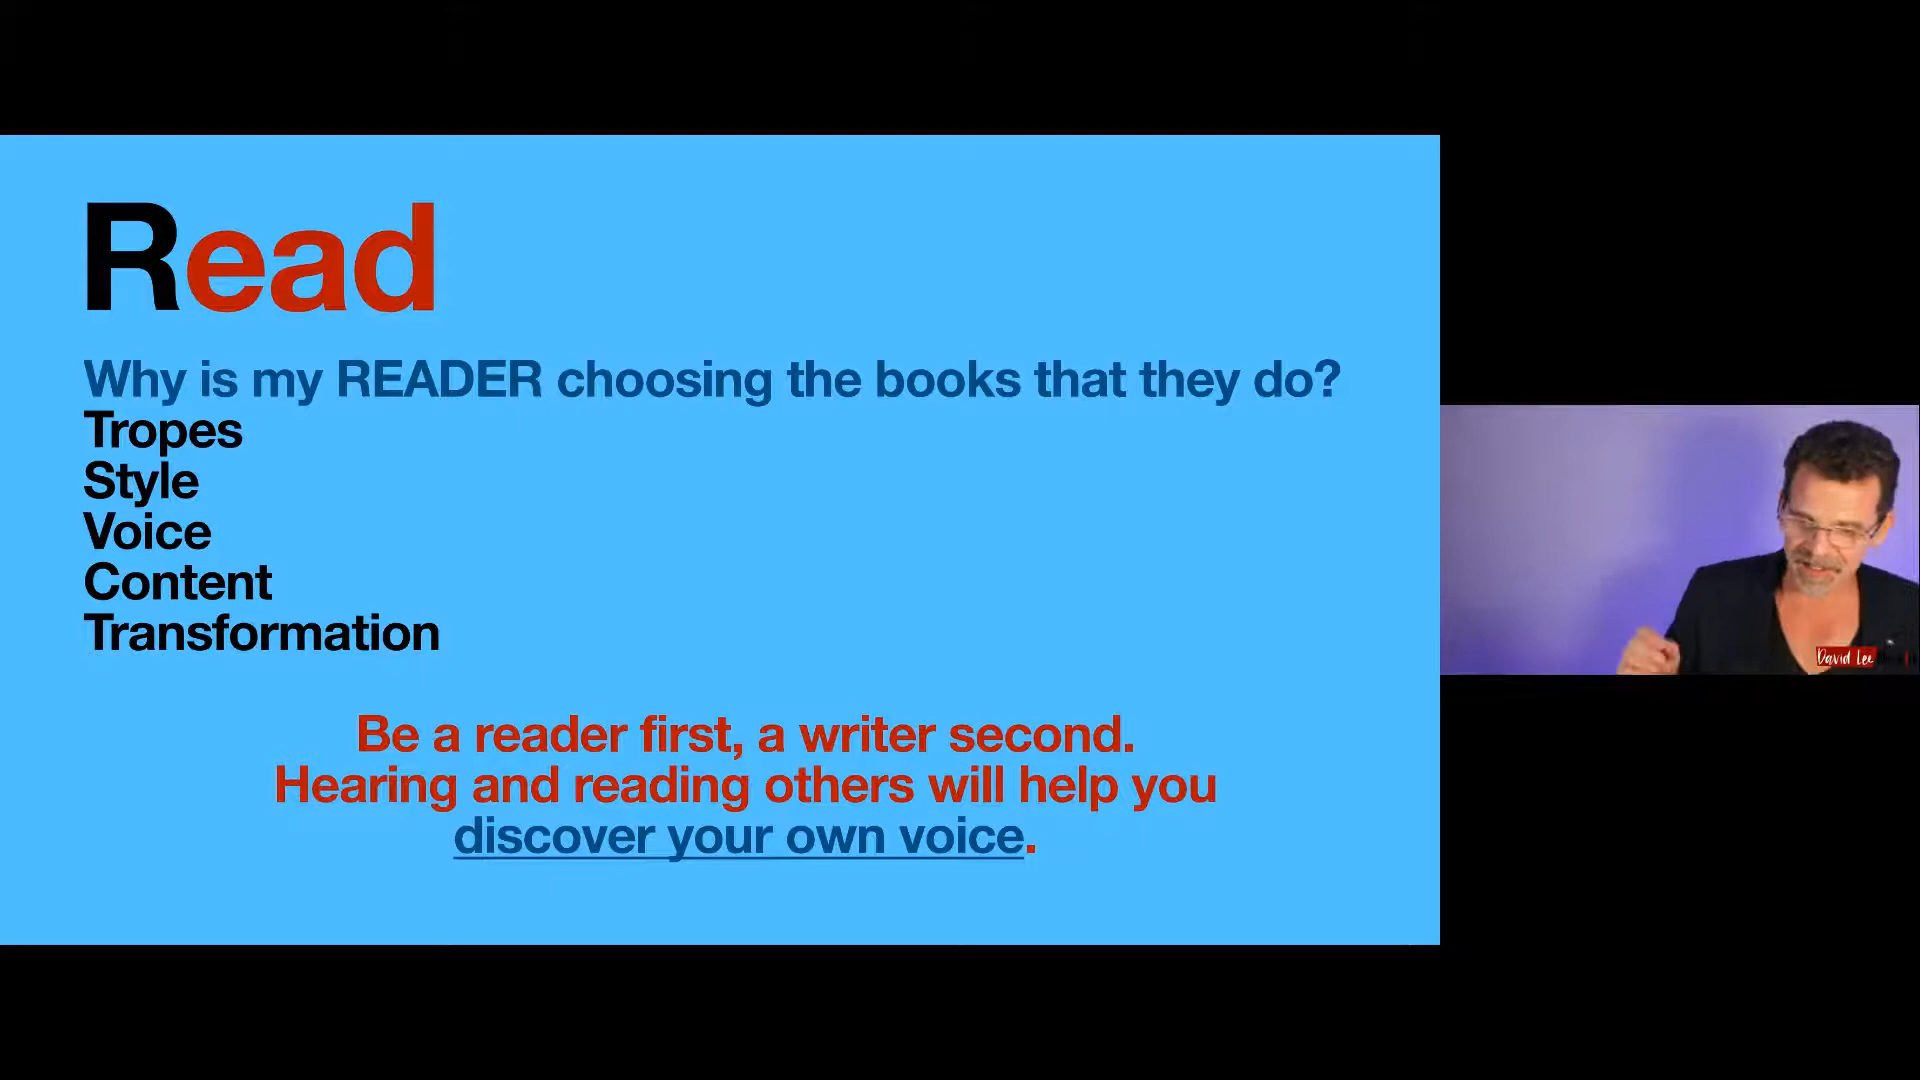 Read
Why is my READER choosing the books that they do?
Tropes
Style
Voice
Content
Transformation
Be a reader first, a writer second.
Hearing and reading others will help you
discover your own voice.
David Lee